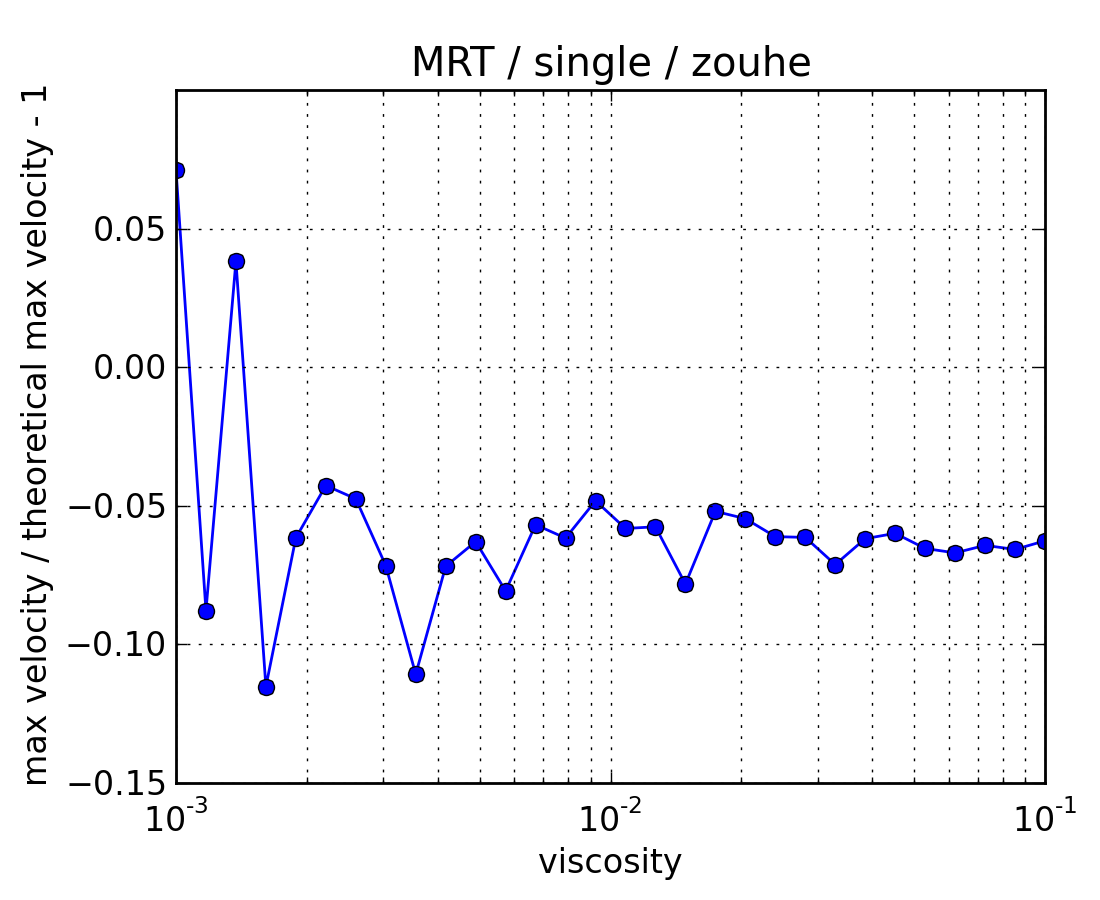 MRT / single / zouhe
max velocity / theoretical max velocity - 1
0.05
0.00
−0.05
−0.10
−0.15
10^-3 10^-2 10^-1
viscosity